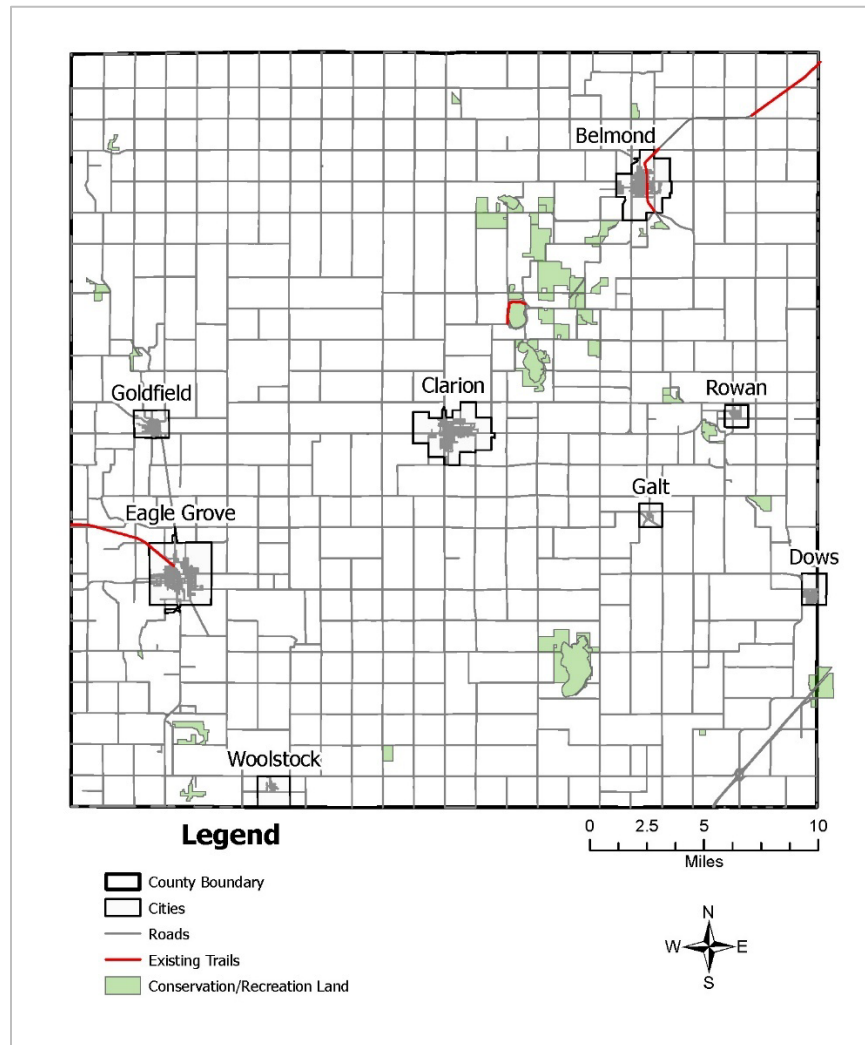 Belmond
Goldfield
Clarion
Rowan
Galt
Eagle Grove
Dows
Woolstock
Legend
County Boundary
Cities
Roads
Existing Trails
Conservation/Recreation Land
0 2.5 5 10
Miles
N
W E
S